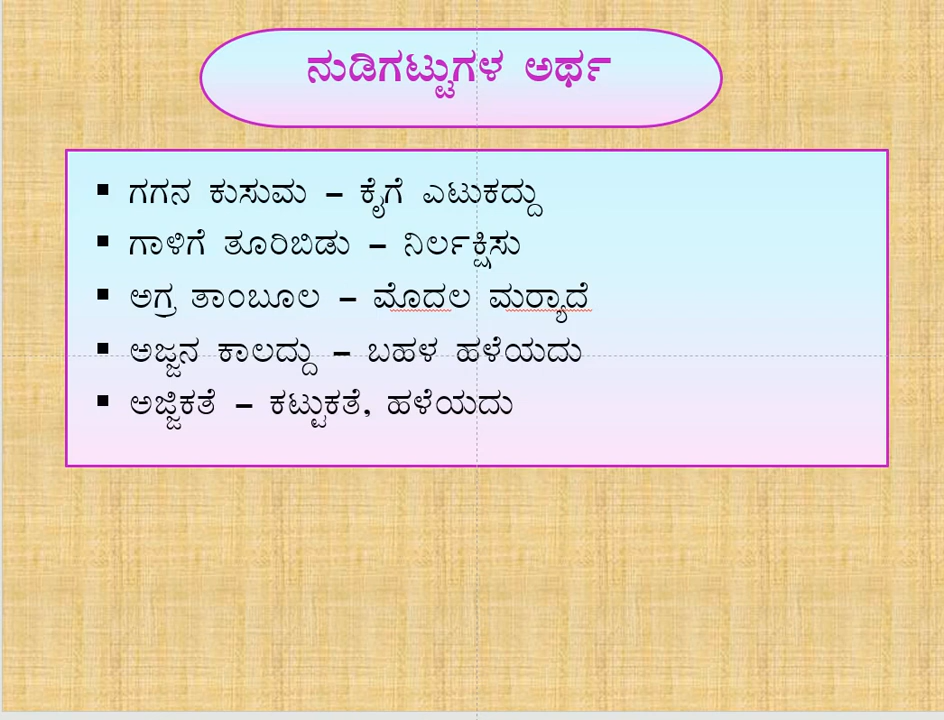 ನುಡಿಗಟ್ಟುಗಳ ಅರ್ಥ
▪ ಗಗನ ಕುಸುಮ – ಕೈಗೆ ಎಟುಕದ್ದು
▪ ಗಾಳಿಗೆ ತೂರಿಬಿಡು – ನಿರ್ಲಕ್ಷಿಸು
▪ ಅಗ್ರ ತಾಂಬೂಲ – ಮೊದಲ ಮರ‍್ಯಾದೆ
▪ ಅಜ್ಜನ ಕಾಲದ್ದು – ಬಹಳ ಹಳೆಯದು
▪ ಅಜ್ಜಿಕತೆ – ಕಟ್ಟುಕತೆ, ಹಳೆಯದು